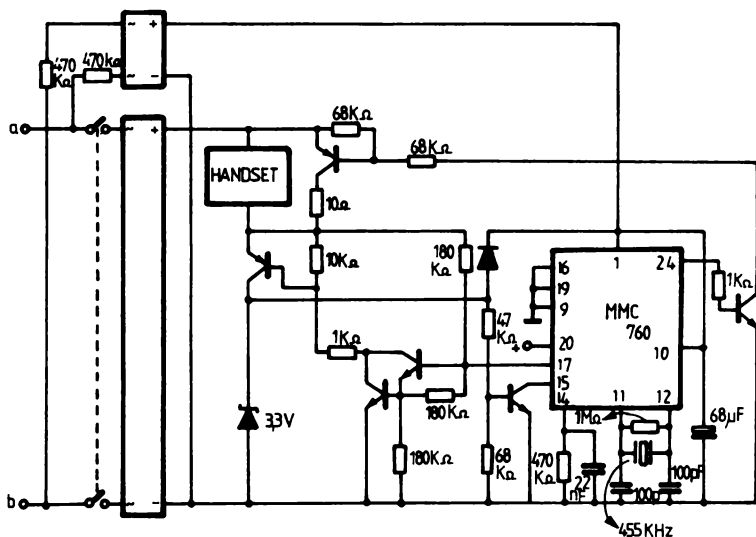 - +
470
KΩ
470kΩ
- -
a
- +
68KΩ
68KΩ
HANDSET
10Ω
10KΩ
180
KΩ
16
19
9
1
24
1KΩ
MMC
760
47
KΩ
+
20
17
10
1KΩ
15
14
11
12
180KΩ
1MΩ
3,3V
68µF
180KΩ
68
KΩ
470
KΩ
22
nF
100p
100pF
b
- -
455KHz